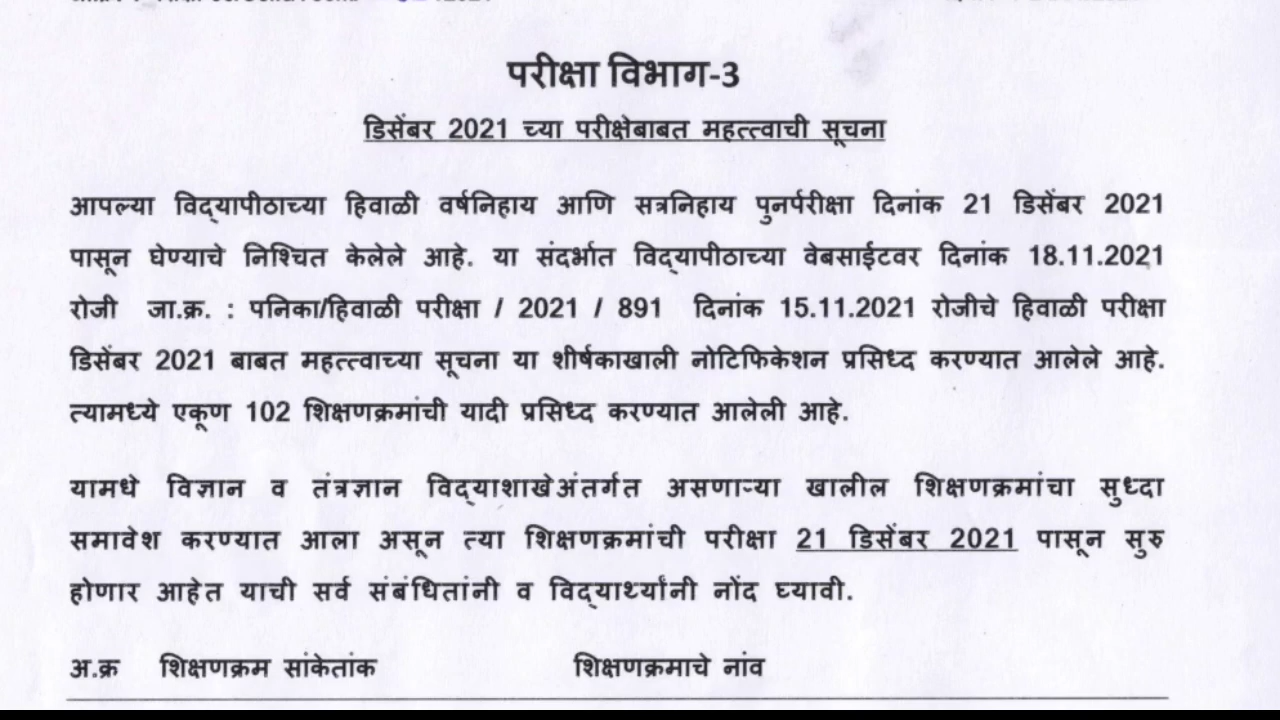 परीक्षा विभाग-3
डिसेंबर 2021 च्या परीक्षेबाबत महत्त्वाची सूचना
आपल्या विद्यापीठाच्या हिवाळी वर्षनिहाय आणि सत्रनिहाय पुनर्परीक्षा दिनांक 21 डिसेंबर 2021
पासून घेण्याचे निश्चित केलेले आहे. या संदर्भात विद्यापीठाच्या वेबसाईटवर दिनांक 18.11.2021
रोजी जा.क्र. : पनिका/हिवाळी परीक्षा / 2021 / 891 दिनांक 15.11.2021 रोजीचे हिवाळी परीक्षा
डिसेंबर 2021 बाबत महत्त्वाच्या सूचना या शीर्षकाखाली नोटिफिकेशन प्रसिध्द करण्यात आलेले आहे.
त्यामध्ये एकूण 102 शिक्षणक्रमांची यादी प्रसिध्द करण्यात आलेली आहे.
यामधे विज्ञान व तंत्रज्ञान विद्याशाखेअंतर्गत असणाऱ्या खालील शिक्षणक्रमांचा सुध्दा
समावेश करण्यात आला असून त्या शिक्षणक्रमांची परीक्षा 21 डिसेंबर 2021 पासून सुरु
होणार आहेत याची सर्व संबंधितांनी व विद्यार्थ्यांनी नोंद घ्यावी.
अ.क्र शिक्षणक्रम सांकेतांक शिक्षणक्रमाचे नांव